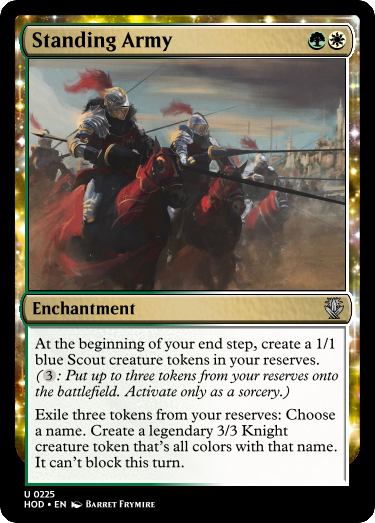 Standing Army
Enchantment
At the beginning of your end step, create a 1/1
blue Scout creature tokens in your reserves.
(3: Put up to three tokens from your reserves onto
the battlefield. Activate only as a sorcery.)
Exile three tokens from your reserves: Choose
a name. Create a legendary 3/3 Knight
creature token that's all colors with that name.
It can't block this turn.
U 0225
HOD • EN Barret Frymire